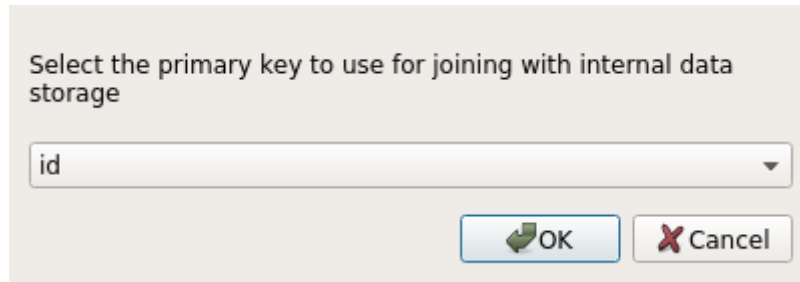 Select the primary key to use for joining with internal data
storage
id
OK
Cancel